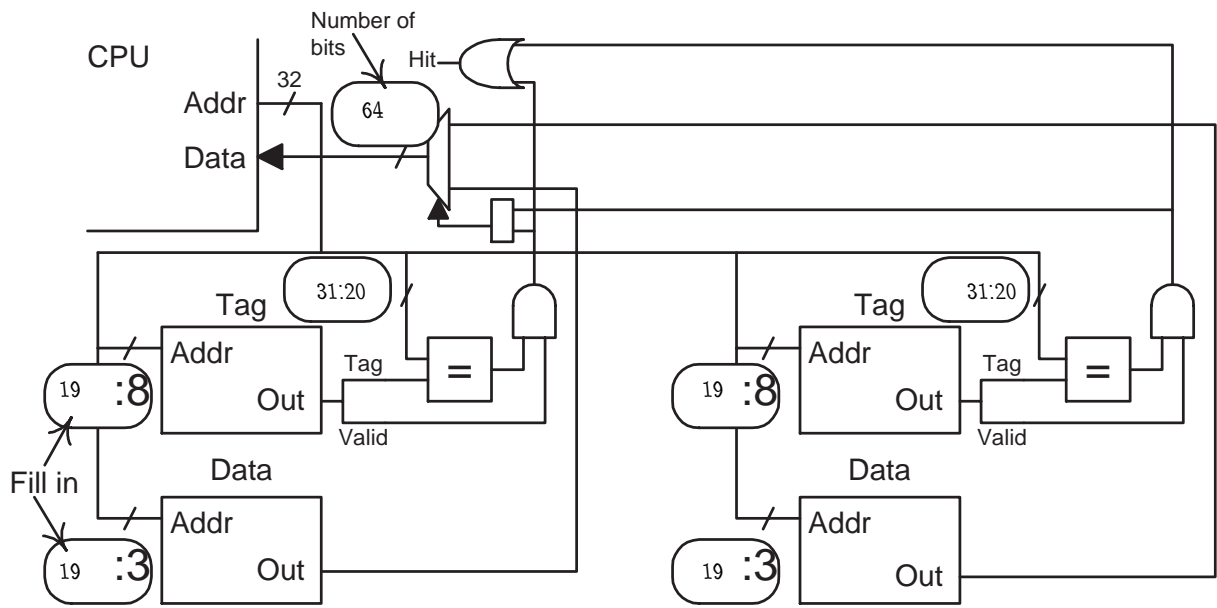 Number of
bits
CPU
Hit
32
Addr
64
Data
31:20
31:20
Tag
Tag
Addr
Tag
=
Addr
Tag
=
19 :8
Out
19 :8
Out
Valid
Valid
Data
Data
Fill in
Addr
Addr
19 :3
Out
19 :3
Out